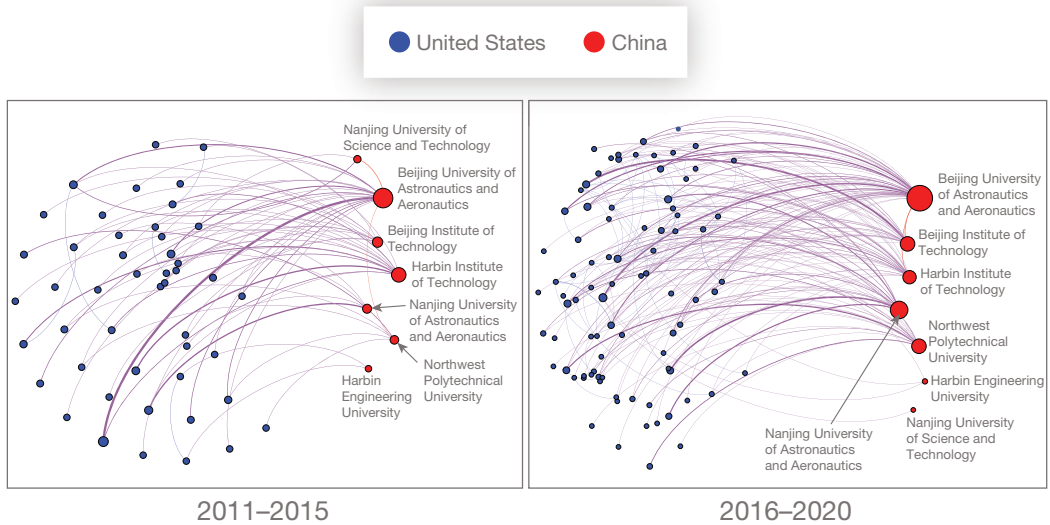 United States
China
Nanjing University of
Science and Technology
Beijing University of
Astronautics and
Aeronautics
Beijing Institute of
Technology
Harbin Institute
of Technology
Nanjing University
of Astronautics
and Aeronautics
Northwest
Polytechnical
University
Harbin
Engineering
University
2011–2015
Beijing University
of Astronautics
and Aeronautics
Beijing Institute of
Technology
Harbin Institute
of Technology
Northwest
Polytechnical
University
Harbin Engineering
University
Nanjing University
of Science and
Technology
Nanjing University
of Astronautics
and Aeronautics
2016–2020